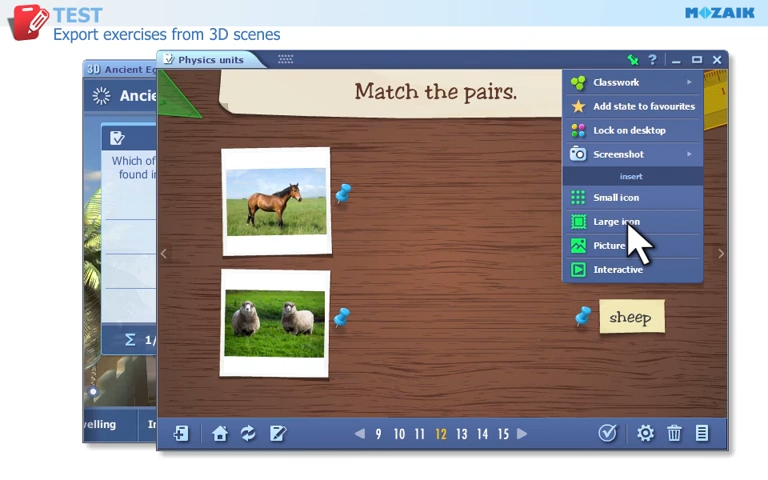 TEST
MOZAIK
Export exercises from 3D scenes
Physics units
?
3D Ancient Eg
Ancie
Match the pairs.
Classwork
Add state to favourites
Lock on desktop
Screenshot
insert
Small icon
Large icon
Picture
Interactive
Which of
found i
sheep
Σ 1/
velling
9 10 11 12 13 14 15